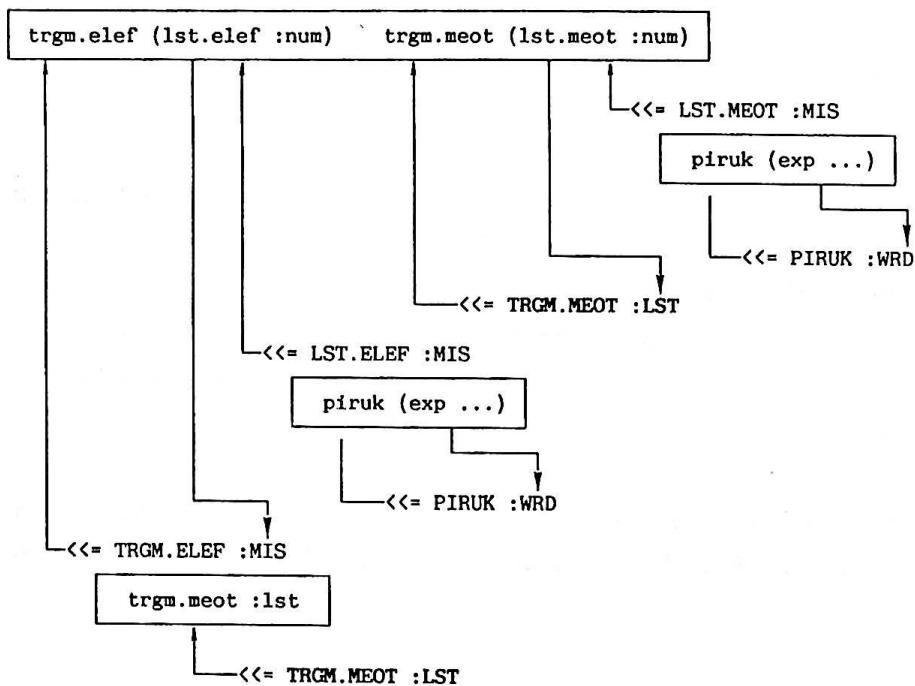 trgm.elef (lst.elef :num) trgm.meot (lst.meot :num)
<<= LST.MEOT :MIS
piruk (exp ...)
<<= PIRUK :WRD
<<= TRGM.MEOT :LST
<<= LST.ELEF :MIS
piruk (exp ...)
<<= PIRUK :WRD
<<= TRGM.ELEF :MIS
trgm.meot :lst
<<= TRGM.MEOT :LST